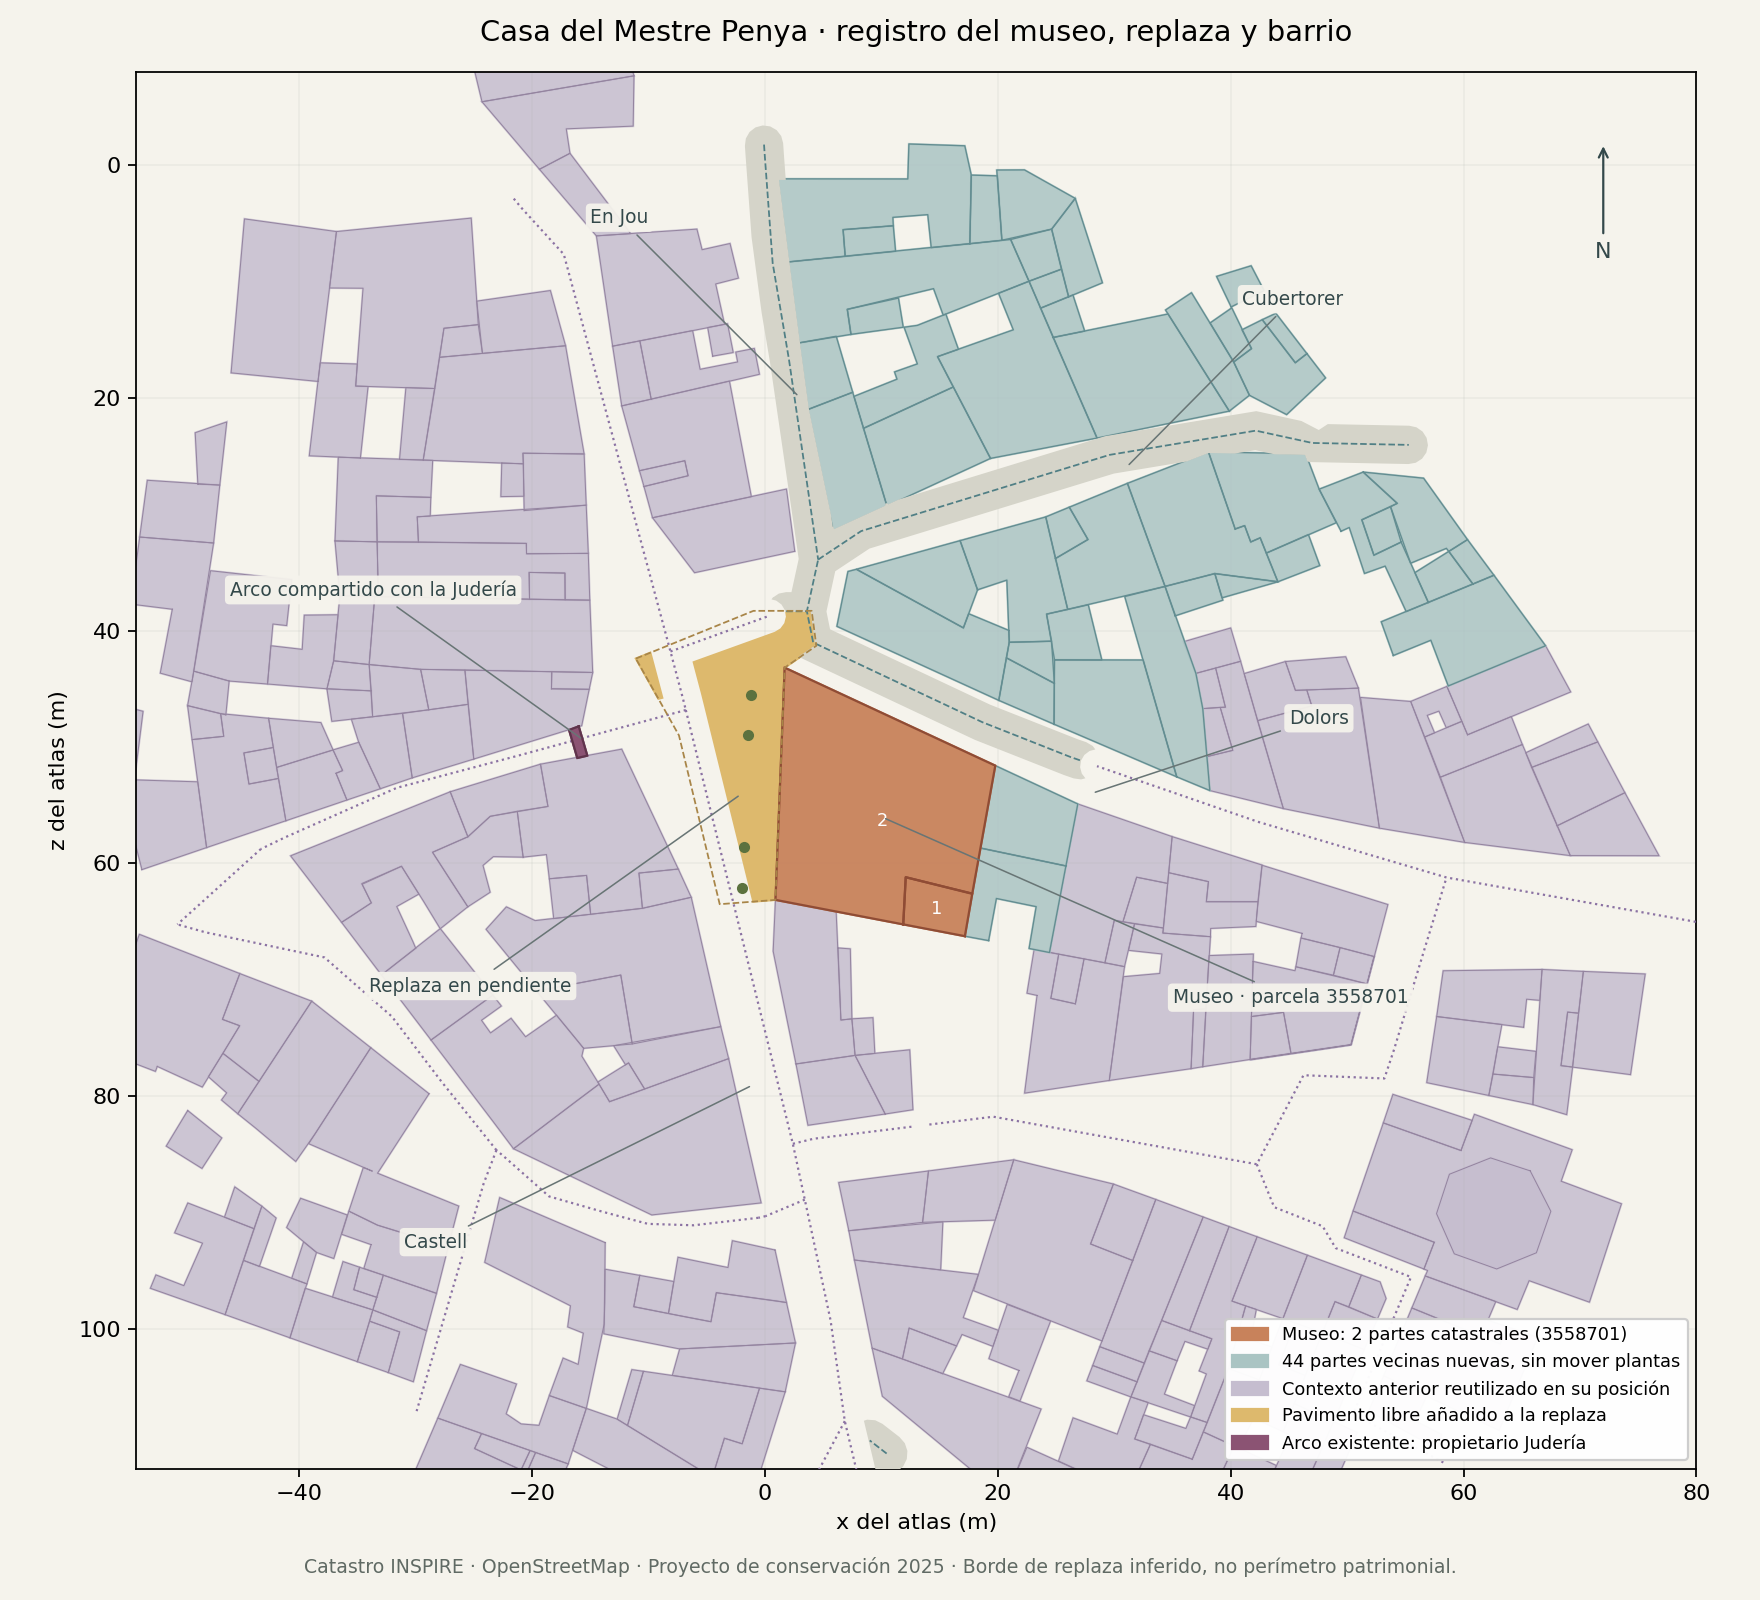 Casa del Mestre Penya · registro del museo, replaza y barrio
z del atlas (m)
0
20
40
60
80
100
N
En Jou
Cubertorer
Arco compartido con la Judería
Dolors
2
1
Replaza en pendiente
Museo · parcela 3558701
Castell
Museo: 2 partes catastrales (3558701)
44 partes vecinas nuevas, sin mover plantas
Contexto anterior reutilizado en su posición
Pavimento libre añadido a la replaza
Arco existente: propietario Judería
−40
−20
0
20
40
60
80
x del atlas (m)
Catastro INSPIRE · OpenStreetMap · Proyecto de conservación 2025 · Borde de replaza inferido, no perímetro patrimonial.